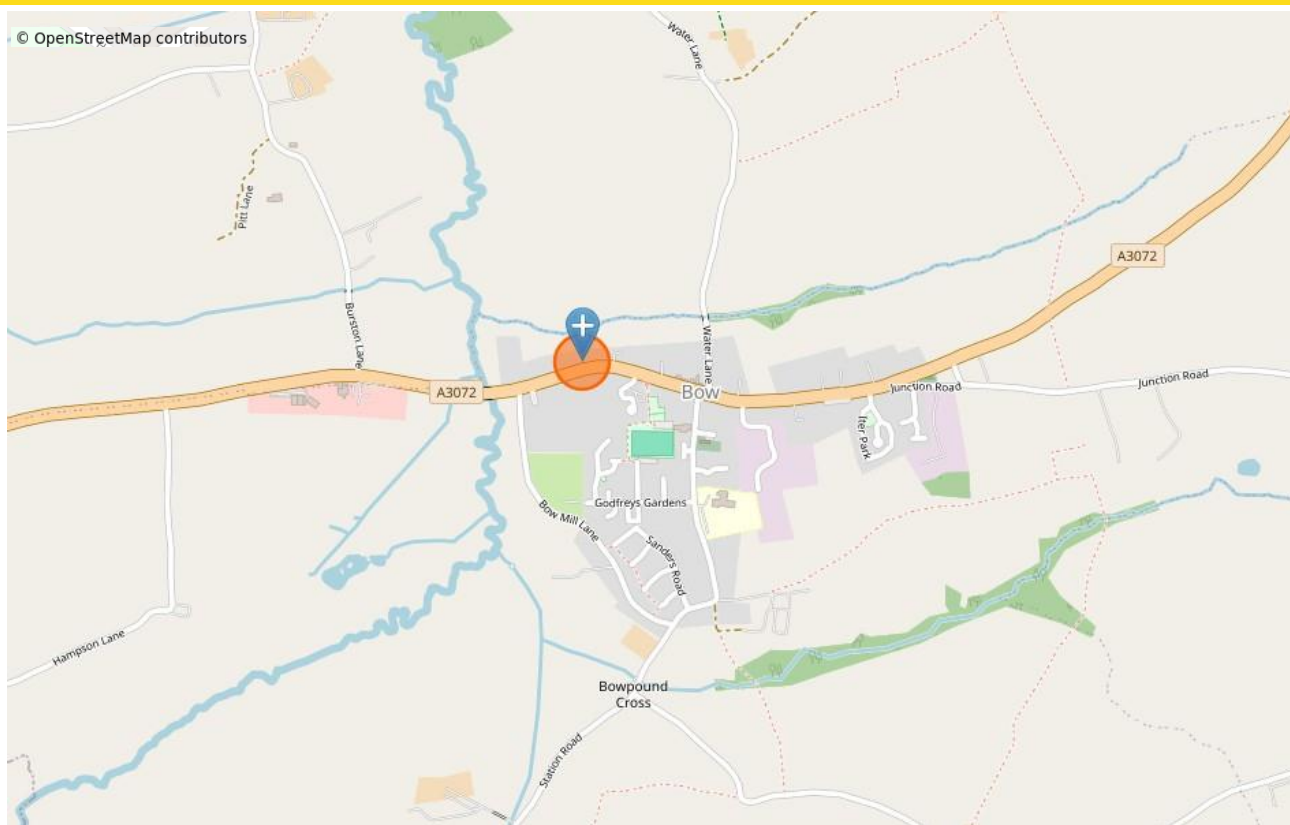 © OpenStreetMap contributors
Water Lane
Pitt Lane
A3072
Burston Lane
Water Lane
A3072
Bow
Junction Road
Junction Road
Iter Park
Godfreys Gardens
Bow Mill Lane
Sanders Road
Hampson Lane
Bowpound
Cross
Station Road